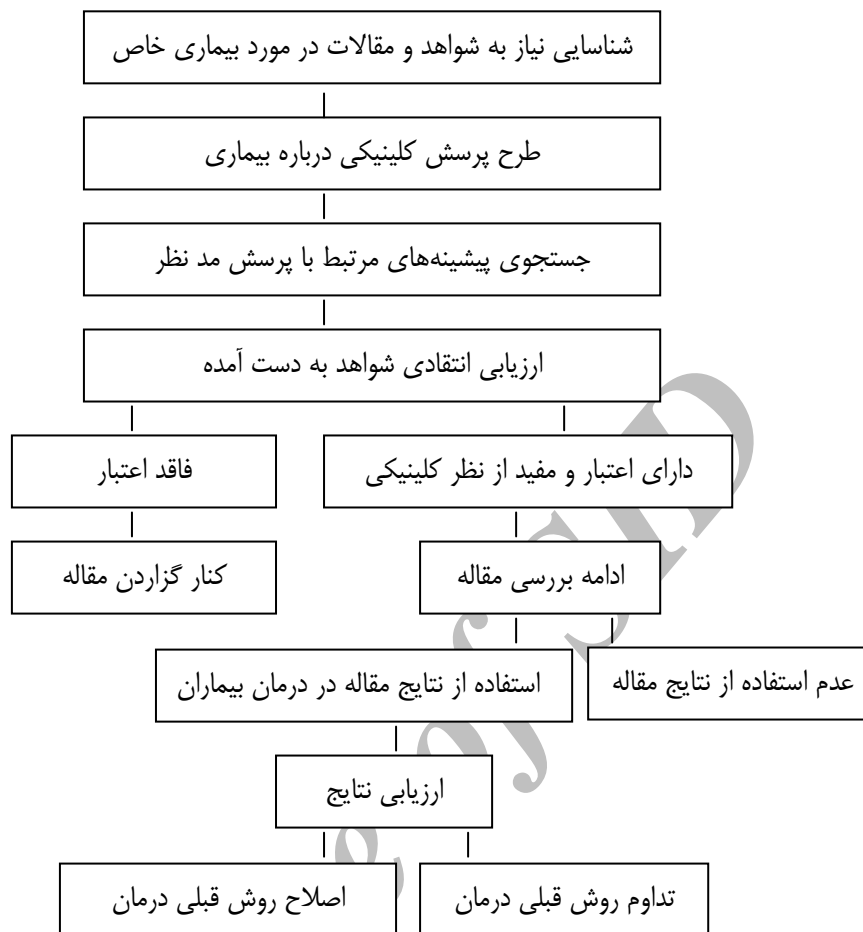 شناسایی نیاز به شواهد و مقالات در مورد بیماری خاص
طرح پرسش کلینیکی درباره بیماری
جستجوی پیشینه‌های مرتبط با پرسش مد نظر
ارزیابی انتقادی شواهد به دست آمده
دارای اعتبار و مفید از نظر کلینیکی
فاقد اعتبار
ادامه بررسی مقاله
کنار گزاردن مقاله
عدم استفاده از نتایج مقاله
استفاده از نتایج مقاله در درمان بیماران
ارزیابی نتایج
تداوم روش قبلی درمان
اصلاح روش قبلی درمان
of SID